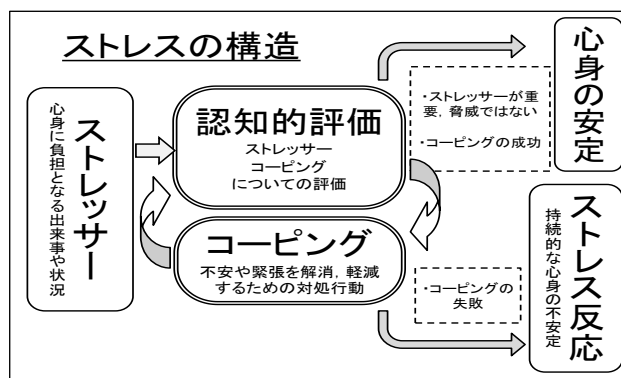 ストレスの構造
ストレッサー
心身に負担となる出来事や状況
認知的評価
ストレッサー
コーピング
についての評価
コーピング
不安や緊張を解消，軽減
するための対処行動
・ストレッサーが重
要，脅威ではない
・コーピングの成功
心身の安定
・コーピングの
失敗
ストレス反応
持続的な心身の不安定